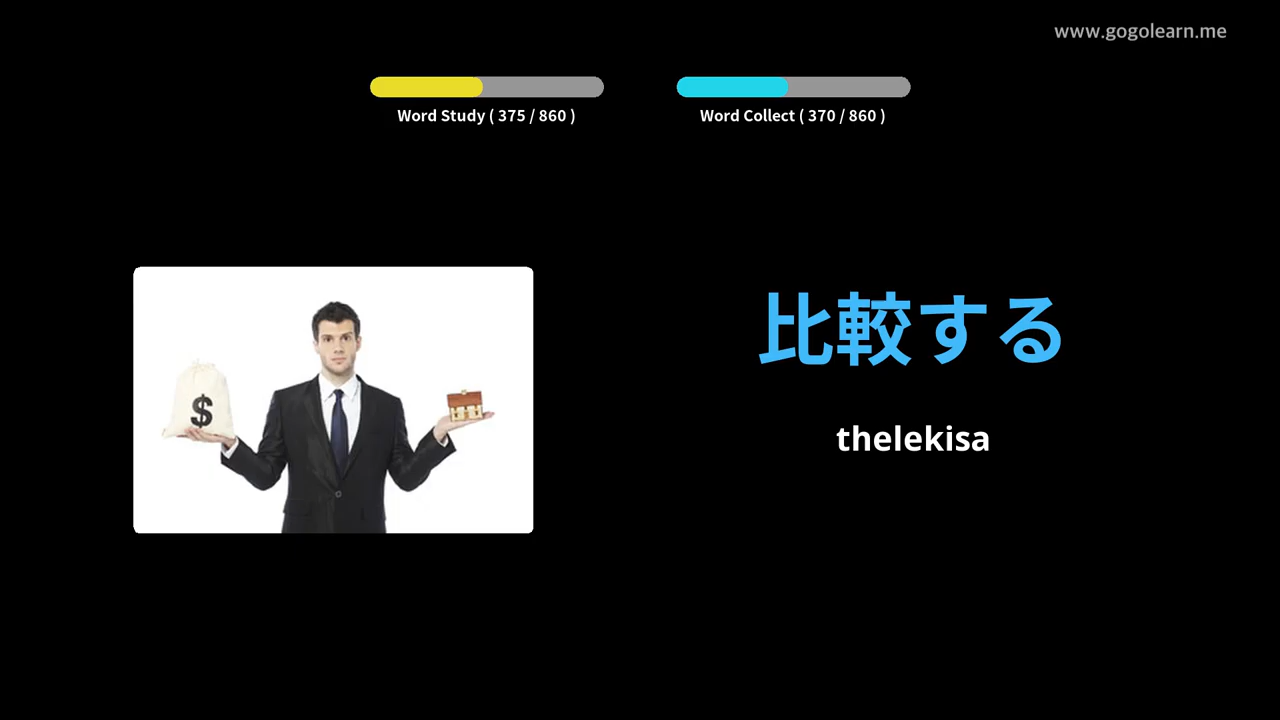 www.gogolearn.me
Word Study ( 375 / 860 )
Word Collect ( 370 / 860 )
比較する
$
thelekisa